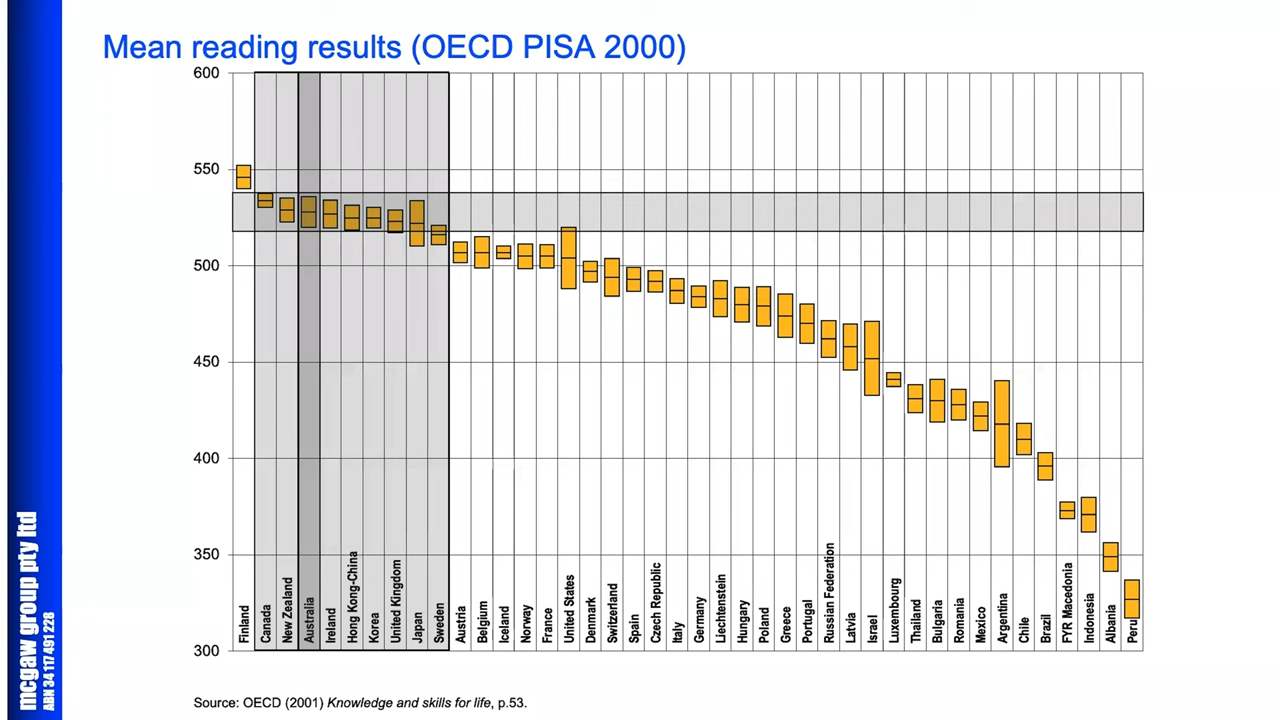 Mean reading results (OECD PISA 2000)
600
550
500
450
400
350
300
Finland
Canada
New Zealand
Australia
Ireland
Hong Kong-China
Korea
United Kingdom
Japan
Sweden
Austria
Belgium
Iceland
Norway
France
United States
Denmark
Switzerland
Spain
Czech Republic
Italy
Germany
Liechtenstein
Hungary
Poland
Greece
Portugal
Russian Federation
Latvia
Israel
Luxembourg
Thailand
Bulgaria
Romania
Mexico
Argentina
Chile
Brazil
FYR Macedonia
Indonesia
Albania
Peru
Source: OECD (2001) Knowledge and skills for life, p.53.
mcgaw group pty ltd
ABN 34 117 491 228